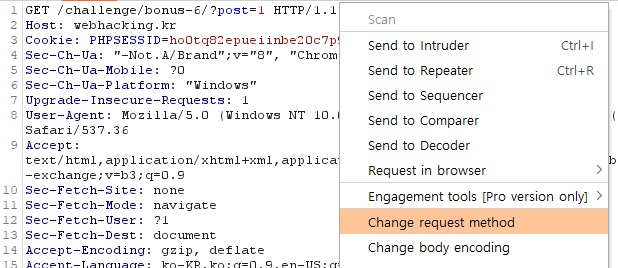 1 GET /challenge/bonus-6/?post=1 HTTP/1.1
2 Host: webhacking.kr
3 Cookie: PHPSESSID=ho0tq82epueiinbe20c7p
4 Sec-Ch-Ua: "-Not.A/Brand";v="8", "Chrom
5 Sec-Ch-Ua-Mobile: ?0
6 Sec-Ch-Ua-Platform: "Windows"
7 Upgrade-Insecure-Requests: 1
8 User-Agent: Mozilla/5.0 (Windows NT 10.0
Safari/537.36
9 Accept:
text/html,application/xhtml+xml,applicat
-exchange;v=b3;q=0.9
10 Sec-Fetch-Site: none
11 Sec-Fetch-Mode: navigate
12 Sec-Fetch-User: ?1
13 Sec-Fetch-Dest: document
14 Accept-Encoding: gzip, deflate
15 Accept-Language: ko-KR,ko;q=0.9,en-US;q=
Scan
Send to Intruder Ctrl+I
Send to Repeater Ctrl+R
Send to Sequencer
Send to Comparer
Send to Decoder
Request in browser >
Engagement tools [Pro version only] >
Change request method
Change body encoding